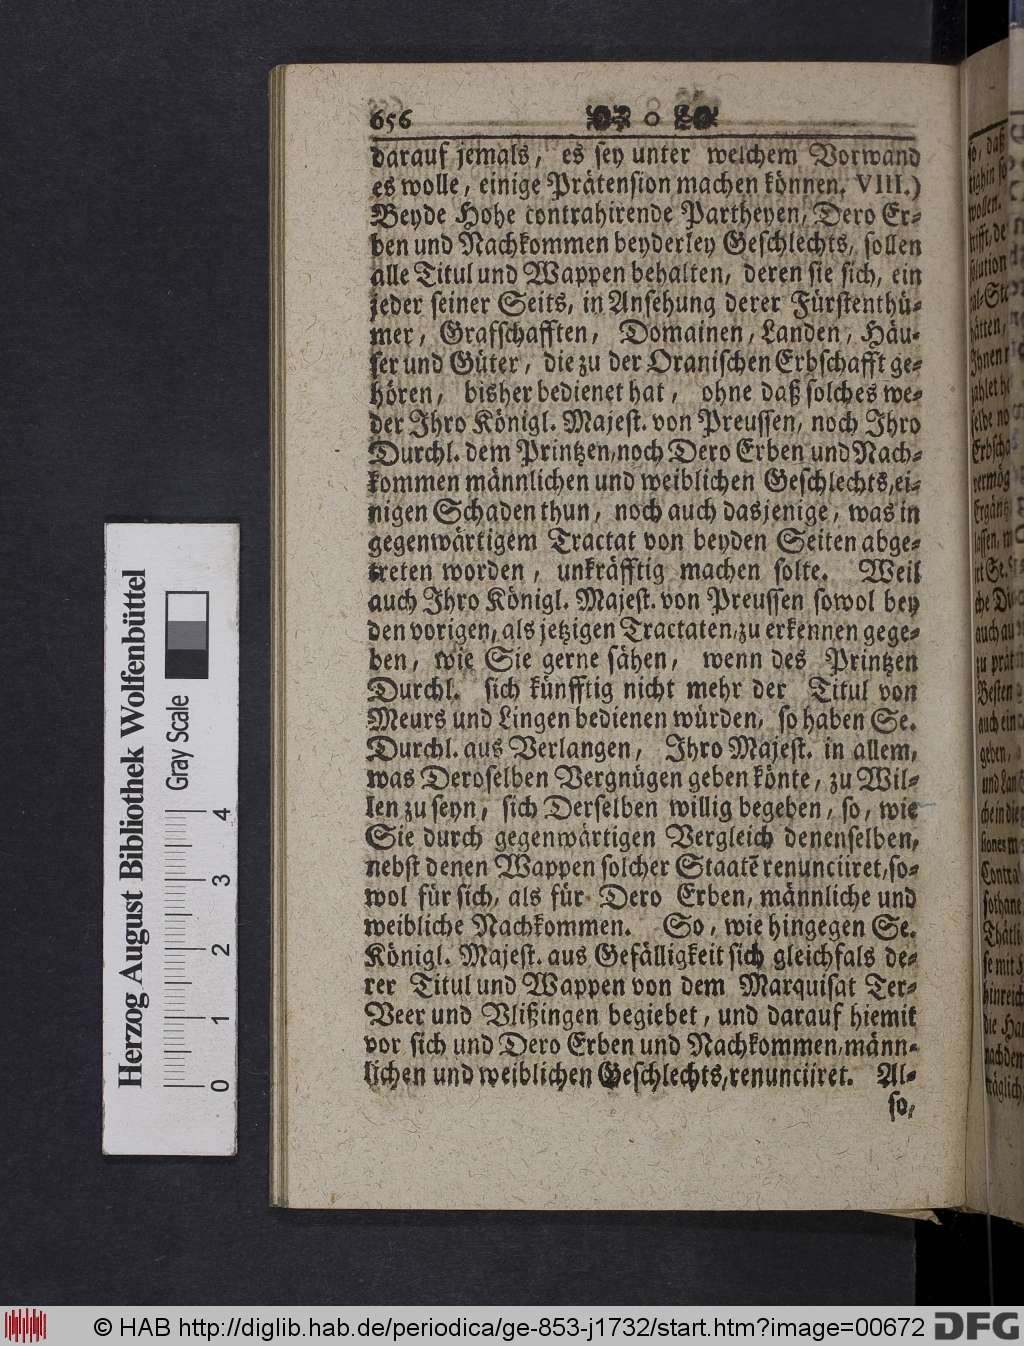 656
darauf jemals, es sey unter welchem Vorwand
es wolle, einige Prätension machen können. VIII.)
Beyde Hohe contrahirende Partheyen, Dero Er-
ben und Nachkommen beyderley Geschlechts, sollen
alle Titul und Wappen behalten, deren sie sich, ein
jeder seiner Seits, in Ansehung derer Fürstenthü-
mer, Grafschafften, Domainen, Landen, Häu-
ser und Güter, die zu der Oranischen Erbschafft ge-
hören, bisher bedienet hat, ohne daß solches we-
der Ihro Königl. Majest. von Preussen, noch Ihro
Durchl. dem Printzen, noch Dero Erben und Nach-
kommen männlichen und weiblichen Geschlechts, ei-
nigen Schaden thun, noch auch dasjenige, was in
gegenwärtigem Tractat von beyden Seiten abge-
treten worden, unkräfftig machen solte. Weil
auch Ihro Königl. Majest. von Preussen sowol bey
den vorigen, als jetzigen Tractaten, zu erkennen gege-
ben, wie Sie gerne sähen, wenn des Printzen
Durchl. sich künfftig nicht mehr der Titul von
Meurs und Lingen bedienen würden, so haben Se.
Durchl. aus Verlangen, Ihro Majest. in allem,
was Deroselben Vergnügen geben könte, zu Wil-
len zu seyn, sich Derselben willig begeben, so, wie
Sie durch gegenwärtigen Vergleich denenselben,
nebst denen Wappen solcher Staatē renunciiret, so-
wol für sich, als für Dero Erben, männliche und
weibliche Nachkommen. So, wie hingegen Se.
Königl. Majest. aus Gefälligkeit sich gleichfals de-
rer Titul und Wappen von dem Marquisat Ter-
Veer und Vlißingen begiebet, und darauf hiemit
vor sich und Dero Erben und Nachkommen, männ-
lichen und weiblichen Geschlechts, renunciiret. Al-
so,
Herzog August Bibliothek Wolfenbüttel
Gray Scale
0 1 2 3 4
© HAB http://diglib.hab.de/periodica/ge-853-j1732/start.htm?image=00672
DFG